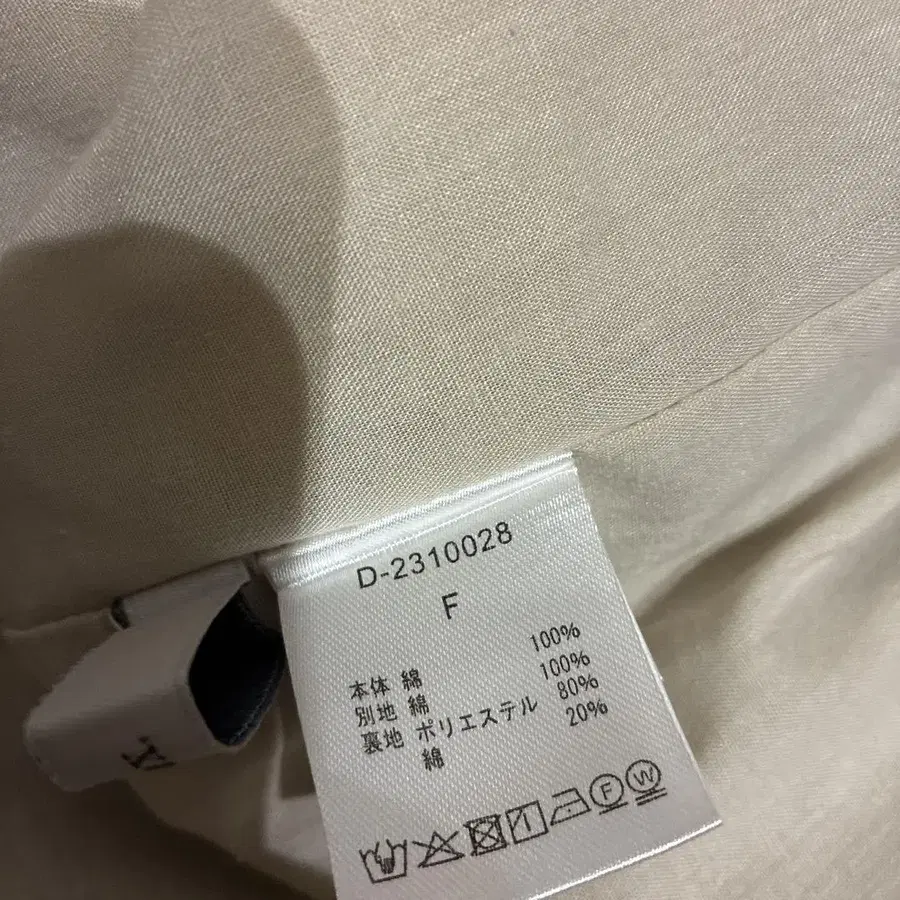 D-2310028
F
本体 綿 100%
別地 綿 100%
裏地 ポリエステル 80%
綿 20%
F W